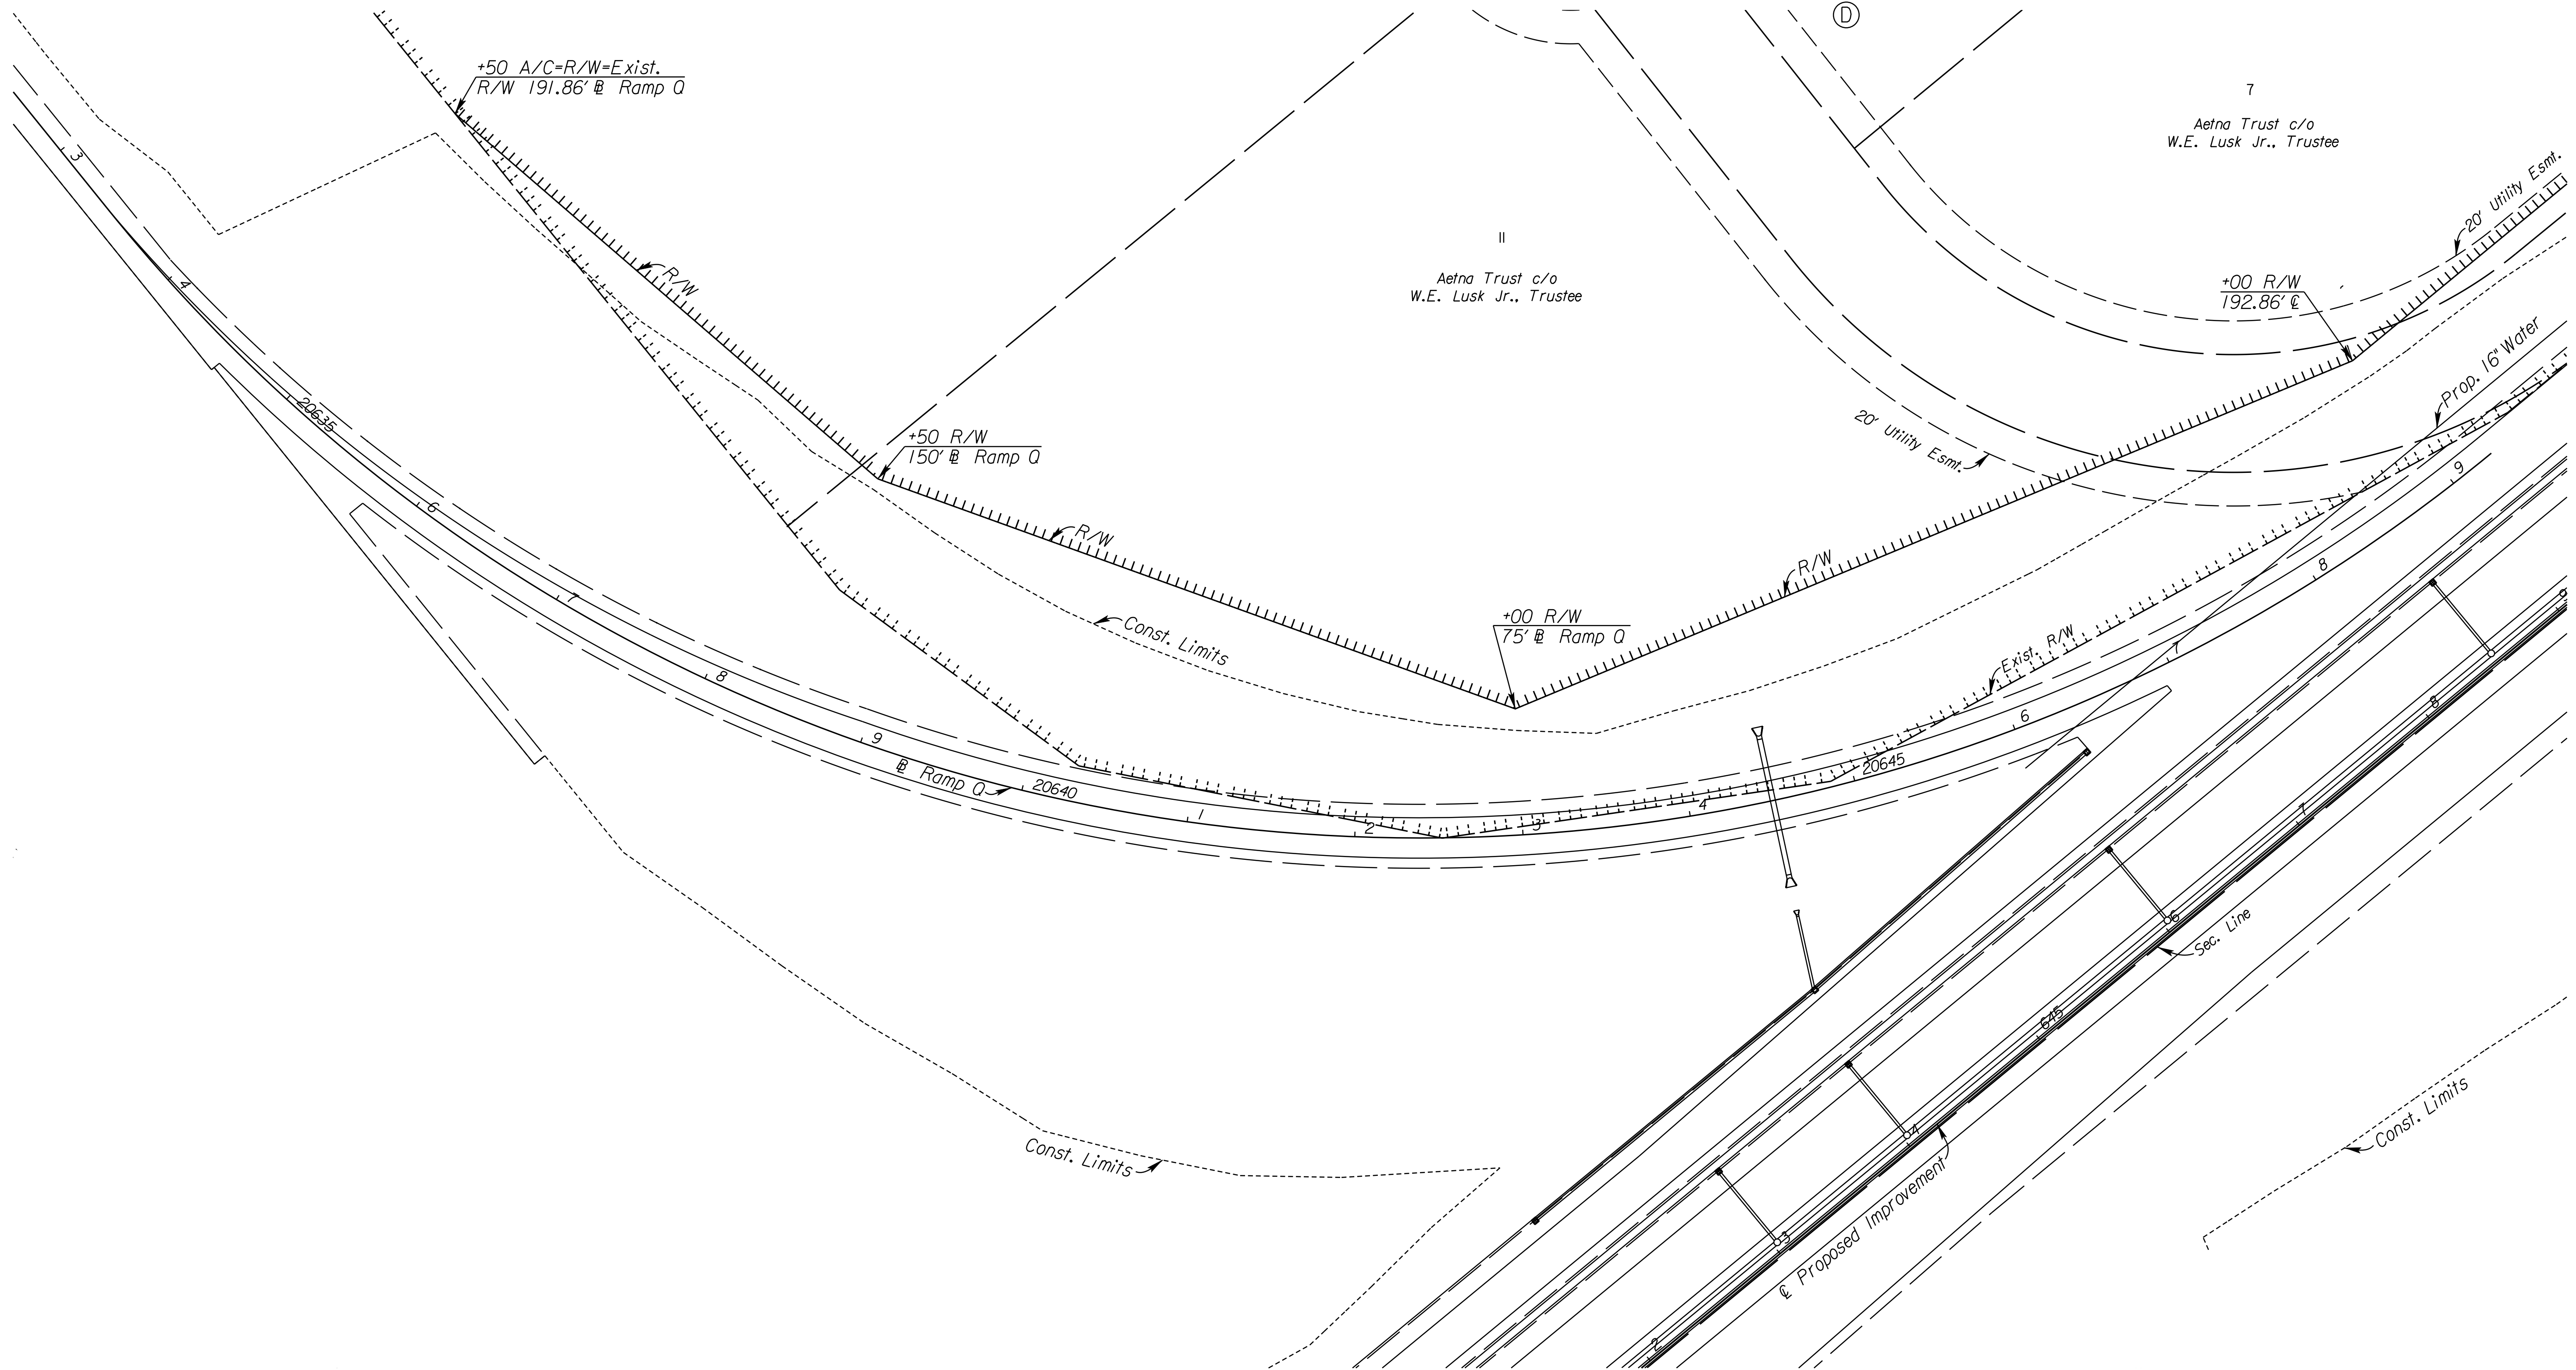 D
+50 A/C=R/W=Exist.
R/W 191.86' ℄ Ramp Q
7
Aetna Trust c/o
W.E. Lusk Jr., Trustee
20' Utility Esmt.
3
R/W
11
Aetna Trust c/o
W.E. Lusk Jr., Trustee
+00 R/W
192.86' ℄
4
Prop. 16" Water
20635
20' Utility Esmt.
+50 R/W
150' ℄ Ramp Q
9
6
R/W
R/W
8
7
Const. Limits
+00 R/W
75' ℄ Ramp Q
Exist. R/W
7
8
6
8
9
℄ Ramp Q
20640
20645
1
2
3
4
7
6
Sec. Line
645
4
Const. Limits
Const. Limits
3
℄ Proposed Improvement
2